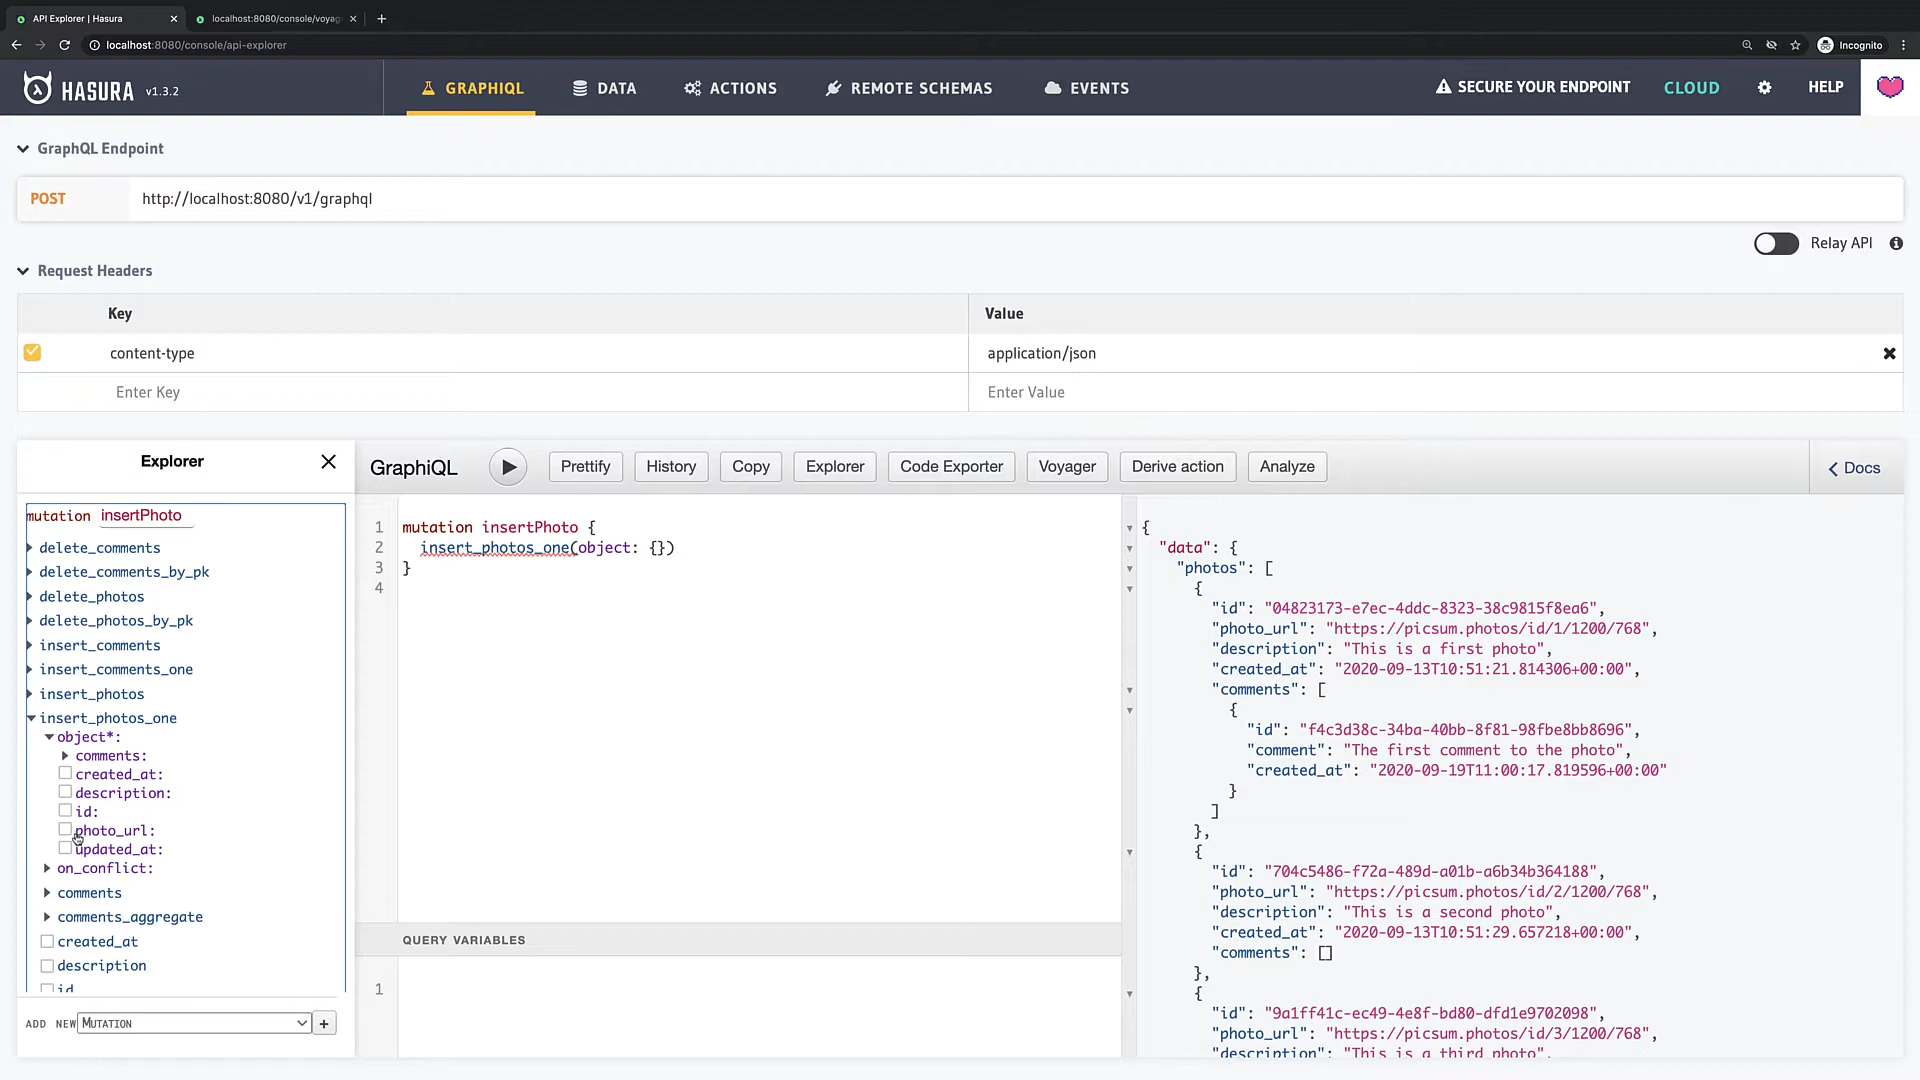 API Explorer | Hasura
localhost:8080/console/voyag
localhost:8080/console/api-explorer
Incognito
HASURA v1.3.2
GRAPHIQL
DATA
ACTIONS
REMOTE SCHEMAS
EVENTS
SECURE YOUR ENDPOINT
CLOUD
HELP
GraphQL Endpoint
POST http://localhost:8080/v1/graphql
Relay API
Request Headers
Key Value
content-type application/json
Enter Key Enter Value
Explorer
mutation insertPhoto
delete_comments
delete_comments_by_pk
delete_photos
delete_photos_by_pk
insert_comments
insert_comments_one
insert_photos
insert_photos_one
object*:
comments:
created_at:
description:
id:
photo_url:
updated_at:
on_conflict:
comments
comments_aggregate
created_at
description
id
ADD NEW MUTATION +
GraphiQL
Prettify
History
Copy
Explorer
Code Exporter
Voyager
Derive action
Analyze
Docs
1 mutation insertPhoto {
2 insert_photos_one(object: {})
3 }
4
QUERY VARIABLES
1
{
"data": {
"photos": [
{
"id": "04823173-e7ec-4ddc-8323-38c9815f8ea6",
"photo_url": "https://picsum.photos/id/1/1200/768",
"description": "This is a first photo",
"created_at": "2020-09-13T10:51:21.814306+00:00",
"comments": [
{
"id": "f4c3d38c-34ba-40bb-8f81-98fbe8bb8696",
"comment": "The first comment to the photo",
"created_at": "2020-09-19T11:00:17.819596+00:00"
}
]
},
{
"id": "704c5486-f72a-489d-a01b-a6b34b364188",
"photo_url": "https://picsum.photos/id/2/1200/768",
"description": "This is a second photo",
"created_at": "2020-09-13T10:51:29.657218+00:00",
"comments": []
},
{
"id": "9a1ff41c-ec49-4e8f-bd80-dfd1e9702098",
"photo_url": "https://picsum.photos/id/3/1200/768",
"description": "This is a third photo",